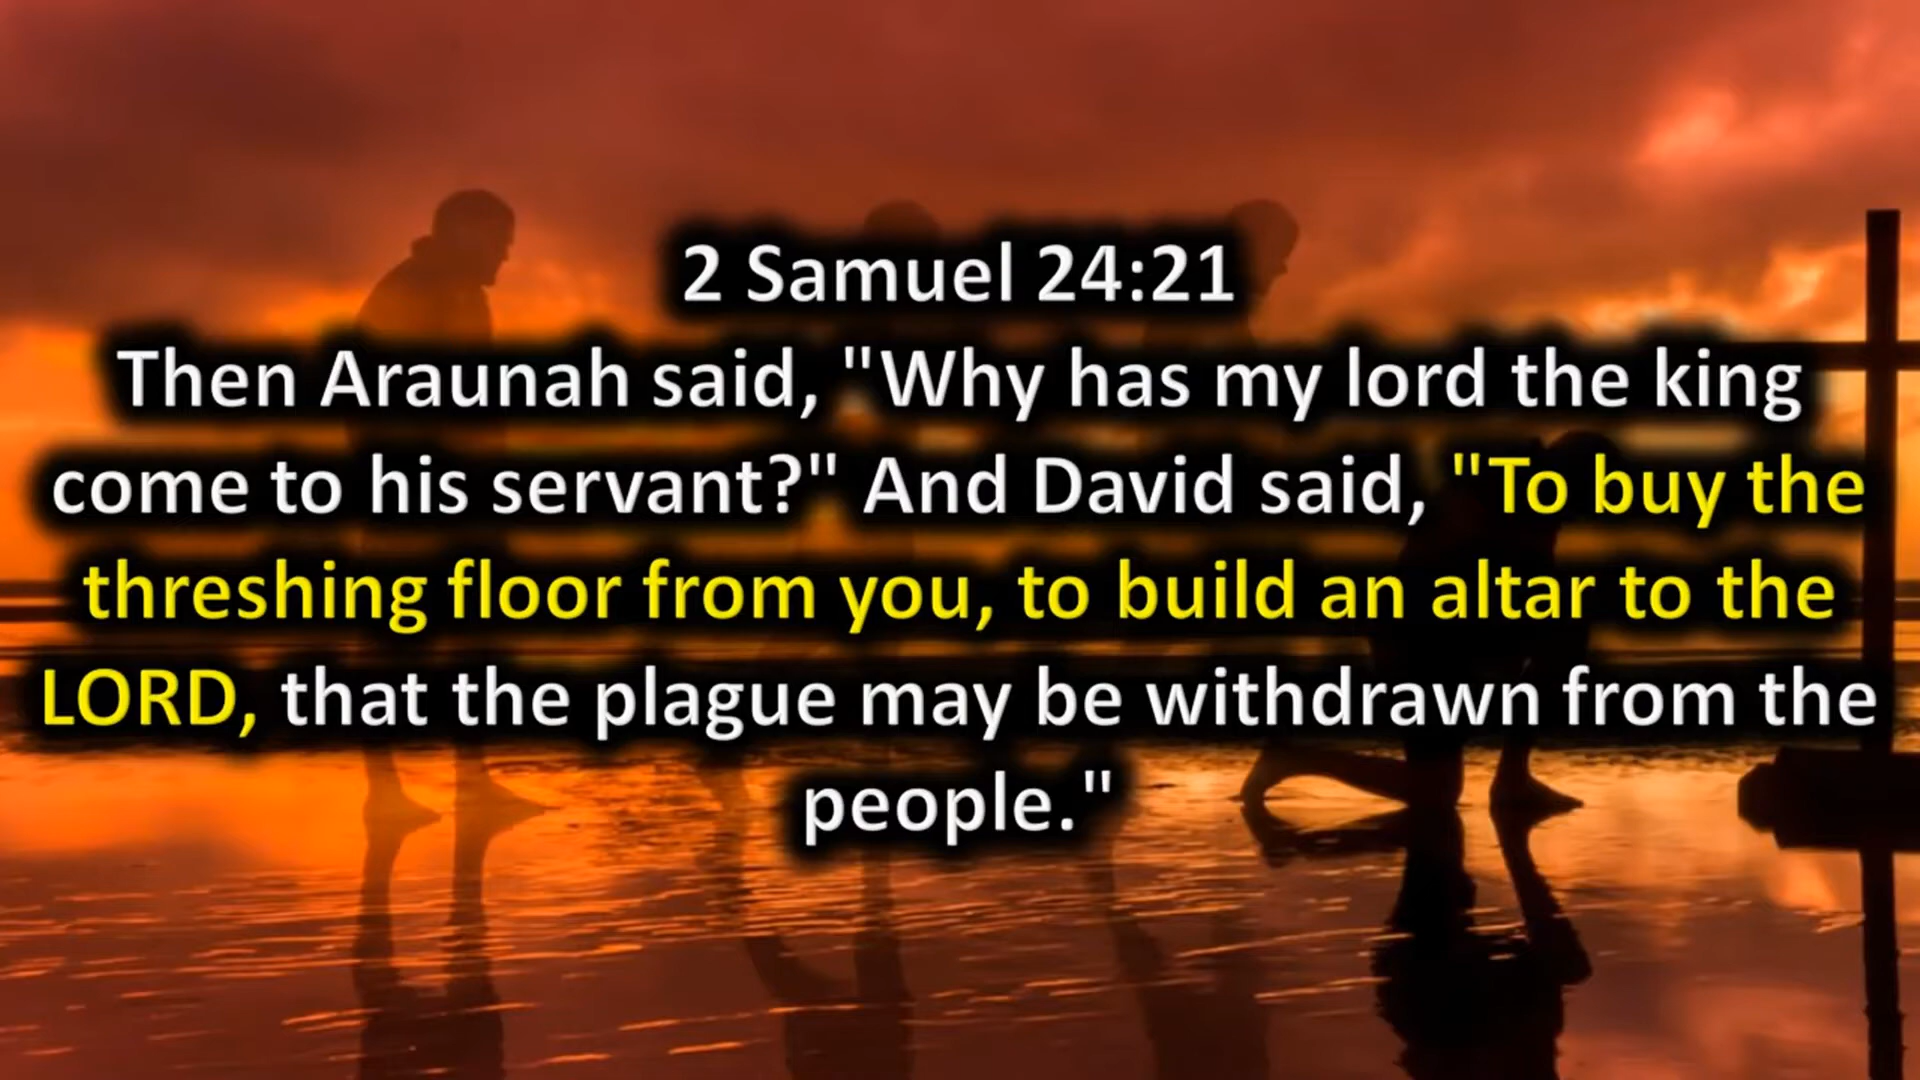 2 Samuel 24:21
Then Araunah said, "Why has my lord the king
come to his servant?" And David said, "To buy the
threshing floor from you, to build an altar to the
LORD, that the plague may be withdrawn from the
people."